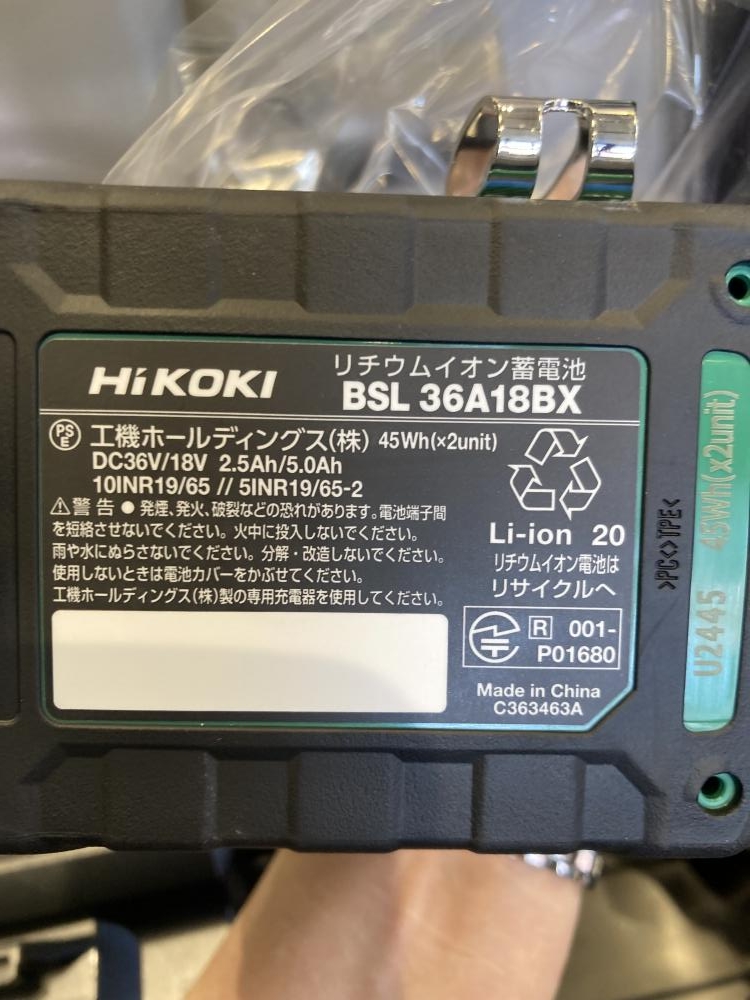 HiKOKI
リチウムイオン蓄電池
BSL 36A18BX
PSE
工機ホールディングス(株) 45Wh(×2unit)
DC36V/18V 2.5Ah/5.0Ah
10INR19/65 // 5INR19/65-2
⚠警告 ● 発煙、発火、破裂などの恐れがあります。電池端子間
を短絡させないでください。火中に投入しないでください。
雨や水にぬらさないでください。分解・改造しないでください。
使用しないときは電池カバーをかぶせてください。
工機ホールディングス(株)製の専用充電器を使用してください。
Li-ion 20
リチウムイオン電池は
リサイクルへ
R 001-
P01680
Made in China
C363463A
>PC<>TPE<
U2445 45Wh(x2unit)